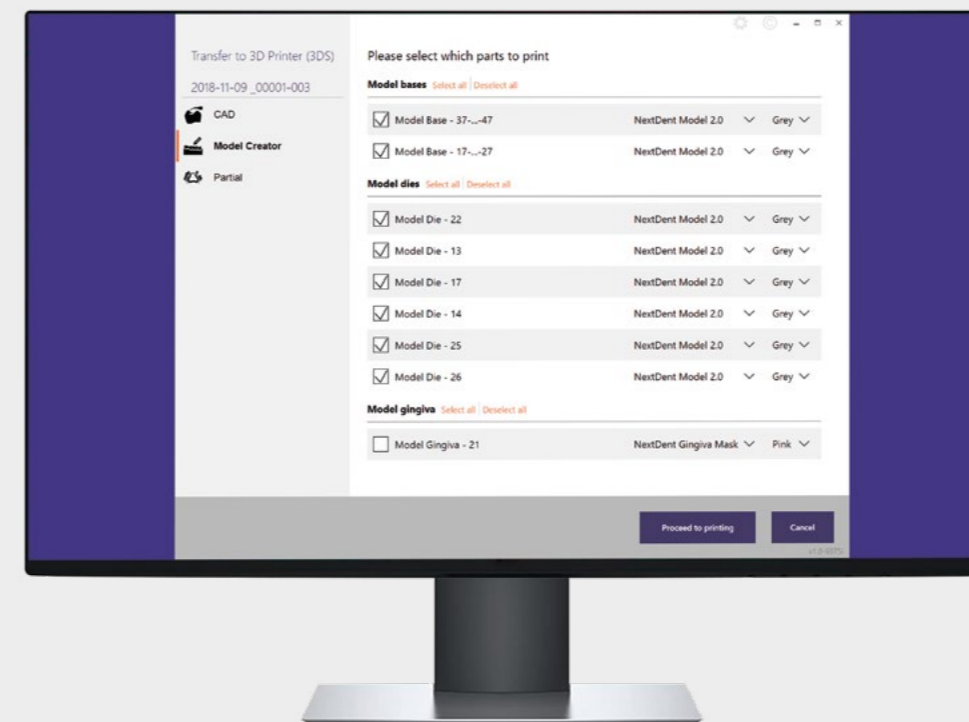 Transfer to 3D Printer (3DS)
2018-11-09 _00001-003
CAD
Model Creator
Partial
Please select which parts to print
Model bases Select all Deselect all
Model Base - 37-...-47 NextDent Model 2.0 Grey
Model Base - 17-...-27 NextDent Model 2.0 Grey
Model dies Select all Deselect all
Model Die - 22 NextDent Model 2.0 Grey
Model Die - 13 NextDent Model 2.0 Grey
Model Die - 17 NextDent Model 2.0 Grey
Model Die - 14 NextDent Model 2.0 Grey
Model Die - 25 NextDent Model 2.0 Grey
Model Die - 26 NextDent Model 2.0 Grey
Model gingiva Select all Deselect all
Model Gingiva - 21 NextDent Gingiva Mask Pink
Proceed to printing Cancel